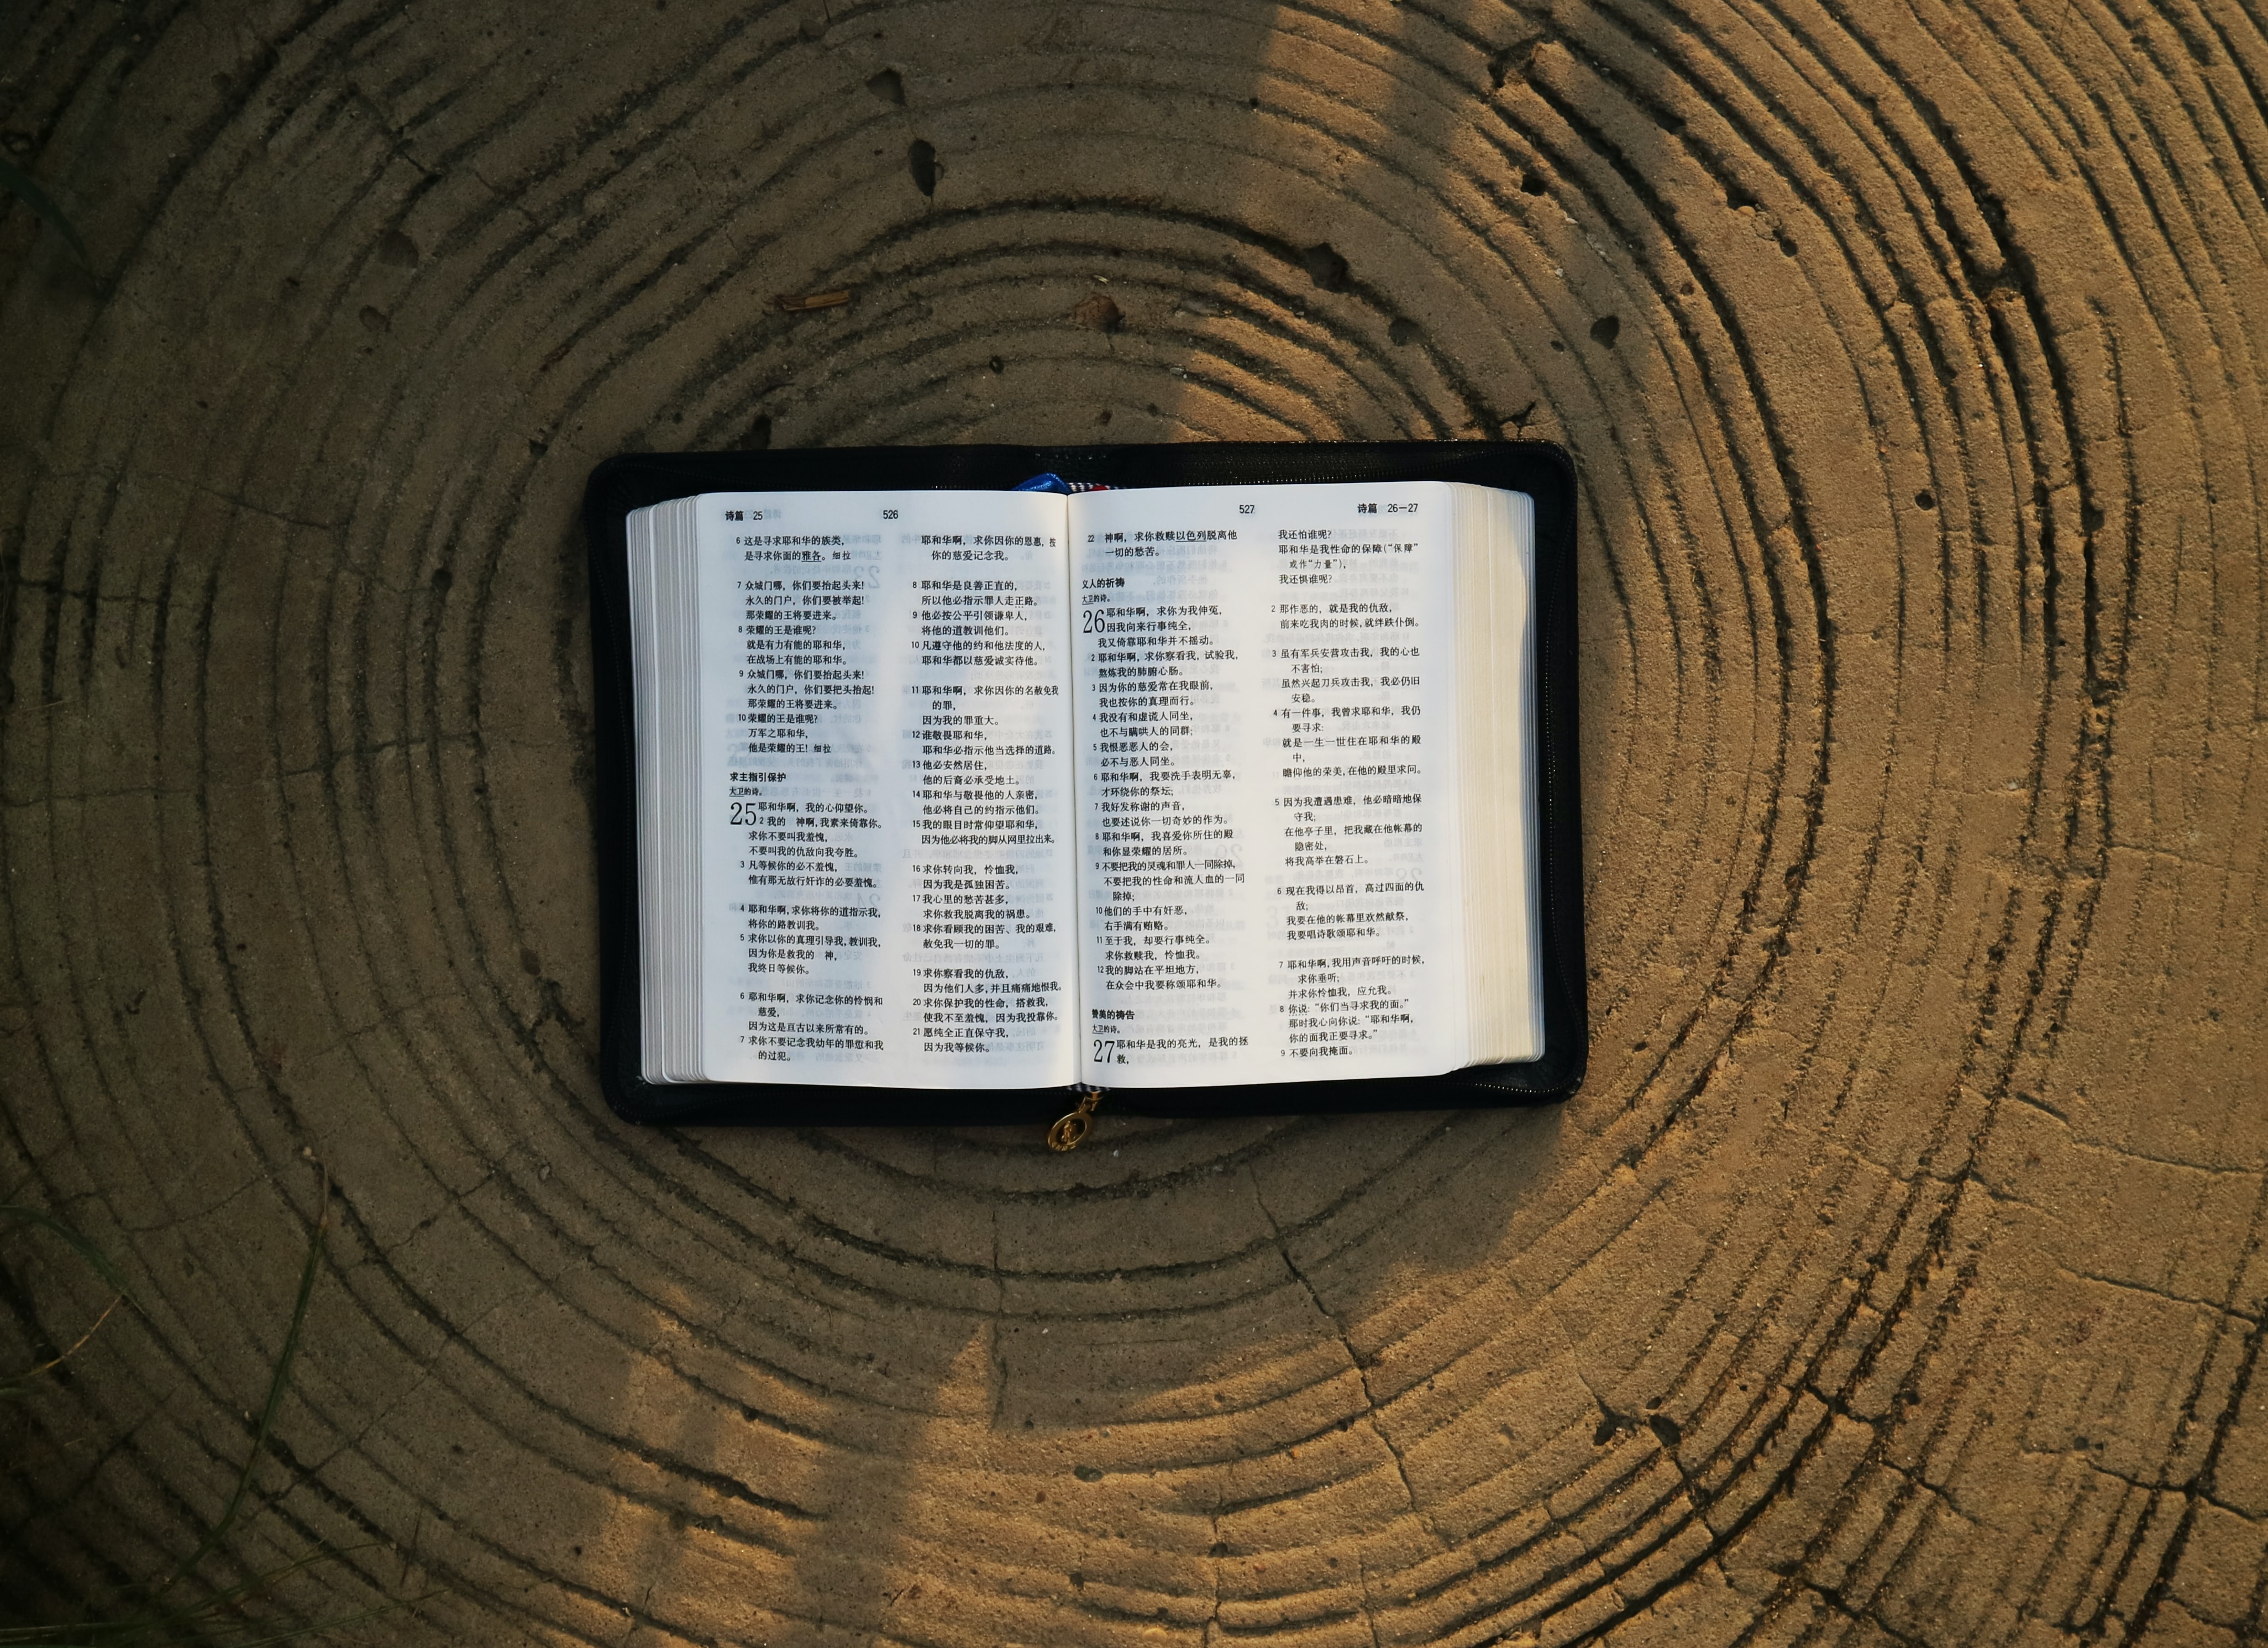 诗篇 25
526
6 这是寻求耶和华的族类，
是寻求你面的雅各。细拉
7 众城门哪，你们要抬起头来！
永久的门户，你们要被举起！
那荣耀的王将要进来。
8 荣耀的王是谁呢？
就是有力有能的耶和华，
在战场上有能的耶和华。
9 众城门哪，你们要抬起头来！
永久的门户，你们要把头抬起！
那荣耀的王将要进来。
10 荣耀的王是谁呢？
万军之耶和华，
他是荣耀的王！细拉
求主指引保护
大卫的诗。
25 耶和华啊，我的心仰望你。
2 我的 神啊，我素来倚靠你。
求你不要叫我羞愧，
不要叫我的仇敌向我夸胜。
3 凡等候你的必不羞愧，
惟有那无故行奸诈的必要羞愧。
4 耶和华啊，求你将你的道指示我，
将你的路教训我。
5 求你以你的真理引导我，教训我，
因为你是救我的 神，
我终日等候你。
6 耶和华啊，求你记念你的怜悯和
慈爱，
因为这是亘古以来所常有的。
7 求你不要记念我幼年的罪愆和我
的过犯。
耶和华啊，求你因你的恩惠，按
你的慈爱记念我。
8 耶和华是良善正直的，
所以他必指示罪人走正路。
9 他必按公平引领谦卑人，
将他的道教训他们。
10 凡遵守他的约和他法度的人，
耶和华都以慈爱诚实待他。
11 耶和华啊，求你因你的名赦免我
的罪，
因为我的罪重大。
12 谁敬畏耶和华，
耶和华必指示他当选择的道路。
13 他必安然居住，
他的后裔必承受地土。
14 耶和华与敬畏他的人亲密，
他必将自己的约指示他们。
15 我的眼目时常仰望耶和华，
因为他必将我的脚从网里拉出来。
16 求你转向我，怜恤我，
因为我是孤独困苦。
17 我心里的愁苦甚多，
求你救我脱离我的祸患。
18 求你看顾我的困苦、我的艰难，
赦免我一切的罪。
19 求你察看我的仇敌，
因为他们人多，并且痛痛地恨我。
20 求你保护我的性命，搭救我，
使我不至羞愧，因为我投靠你。
21 愿纯全正直保守我，
因为我等候你。
527
诗篇 26－27
22 神啊，求你救赎以色列脱离他
一切的愁苦。
义人的祈祷
大卫的诗。
26 耶和华啊，求你为我伸冤，
因我向来行事纯全，
我又倚靠耶和华并不摇动。
2 耶和华啊，求你察看我，试验我，
熬炼我的肺腑心肠。
3 因为你的慈爱常在我眼前，
我也按你的真理而行。
4 我没有和虚谎人同坐，
也不与瞒哄人的同群；
5 我恨恶恶人的会，
必不与恶人同坐。
6 耶和华啊，我要洗手表明无辜，
才环绕你的祭坛；
7 我好发称谢的声音，
也要述说你一切奇妙的作为。
8 耶和华啊，我喜爱你所住的殿
和你显荣耀的居所。
9 不要把我的灵魂和罪人一同除掉，
不要把我的性命和流人血的一同
除掉；
10 他们的手中有奸恶，
右手满有贿赂。
11 至于我，却要行事纯全。
求你救赎我，怜恤我。
12 我的脚站在平坦地方，
在众会中我要称颂耶和华。
赞美的祷告
大卫的诗。
27 耶和华是我的亮光，是我的拯
救，
我还怕谁呢？
耶和华是我性命的保障（“保障”
或作“力量”），
我还惧谁呢？
2 那作恶的，就是我的仇敌，
前来吃我肉的时候，就绊跌仆倒。
3 虽有军兵安营攻击我，我的心也
不害怕；
虽然兴起刀兵攻击我，我必仍旧
安稳。
4 有一件事，我曾求耶和华，我仍
要寻求：
就是一生一世住在耶和华的殿
中，
瞻仰他的荣美，在他的殿里求问。
5 因为我遭遇患难，他必暗暗地保
守我；
在他亭子里，把我藏在他帐幕的
隐密处，
将我高举在磐石上。
6 现在我得以昂首，高过四面的仇
敌；
我要在他的帐幕里欢然献祭，
我要唱诗歌颂耶和华。
7 耶和华啊，我用声音呼吁的时候，
求你垂听；
并求你怜恤我，应允我。
8 你说：“你们当寻求我的面。”
那时我心向你说：“耶和华啊，
你的面我正要寻求。”
9 不要向我掩面。